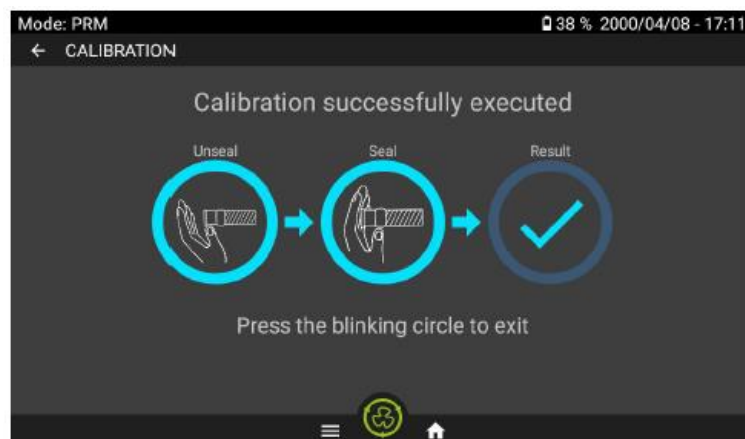 Mode: PRM 38 % 2000/04/08 - 17:11
CALIBRATION
Calibration successfully executed
Unseal Seal Result
Press the blinking circle to exit